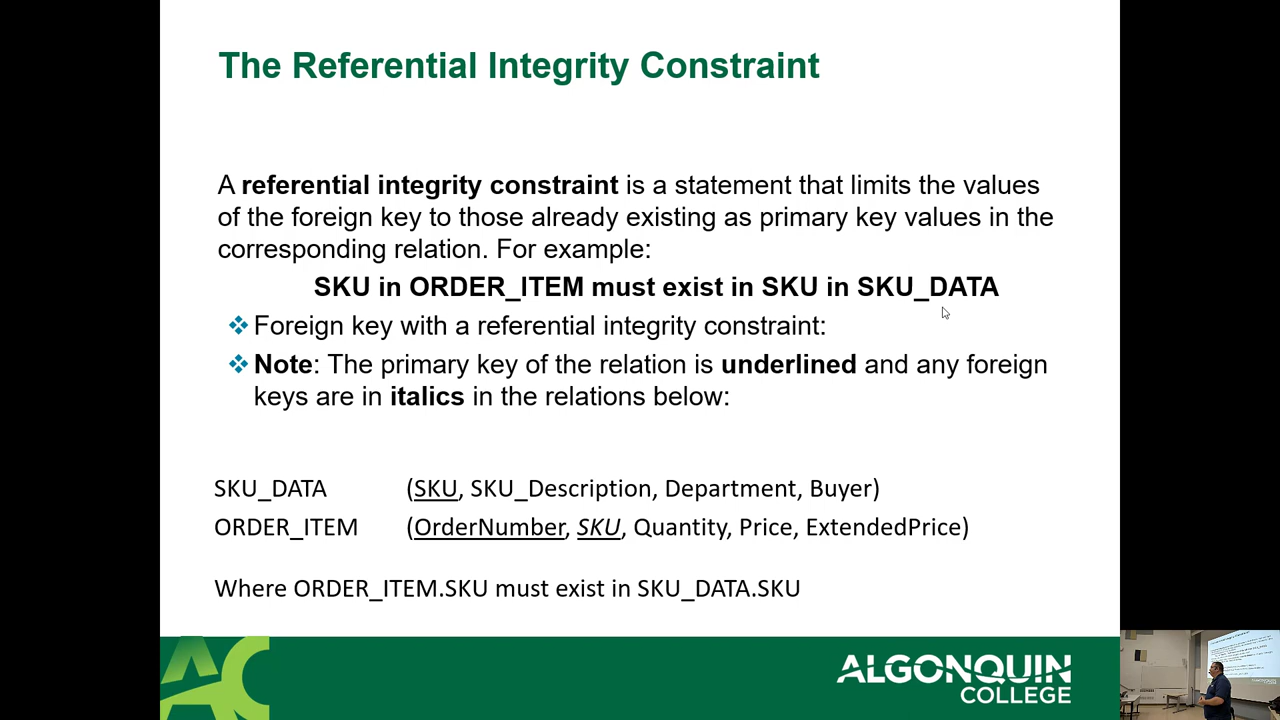 The Referential Integrity Constraint
A referential integrity constraint is a statement that limits the values
of the foreign key to those already existing as primary key values in the
corresponding relation. For example:
SKU in ORDER_ITEM must exist in SKU in SKU_DATA
❖ Foreign key with a referential integrity constraint:
❖ Note: The primary key of the relation is underlined and any foreign
keys are in italics in the relations below:
SKU_DATA (SKU, SKU_Description, Department, Buyer)
ORDER_ITEM (OrderNumber, SKU, Quantity, Price, ExtendedPrice)
Where ORDER_ITEM.SKU must exist in SKU_DATA.SKU
AC
ALGONQUIN
COLLEGE